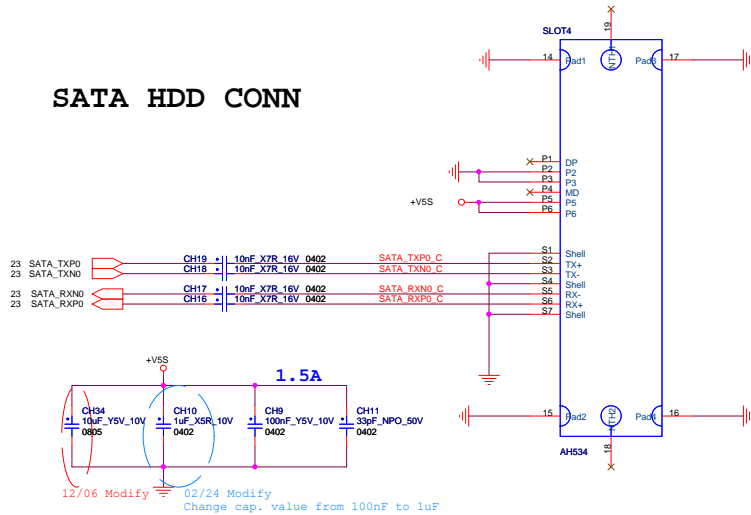 SLOT4
19
NTH1
14 Pad1 Pad3 17
SATA HDD CONN
P1 DP
P2 P2
P3 P3
P4 MD
+V5S P5 P5
P6 P6
S1 Shell
23 SATA_TXP0 CH19 10nF_X7R_16V 0402 SATA_TXP0_C S2 TX+
23 SATA_TXN0 CH18 10nF_X7R_16V 0402 SATA_TXN0_C S3 TX-
S4 Shell
23 SATA_RXN0 CH17 10nF_X7R_16V 0402 SATA_RXN0_C S5 RX-
23 SATA_RXP0 CH16 10nF_X7R_16V 0402 SATA_RXP0_C S6 RX+
S7 Shell
+V5S
1.5A
CH34 CH10 CH9 CH11
10uF_Y5V_10V 1uF_X5R_10V 100nF_Y5V_10V 33pF_NPO_50V
0805 0402 0402 0402
15 Pad2 NTH2 Pad4 16
18
AH534
12/06 Modify 02/24 Modify
Change cap. value from 100nF to 1uF